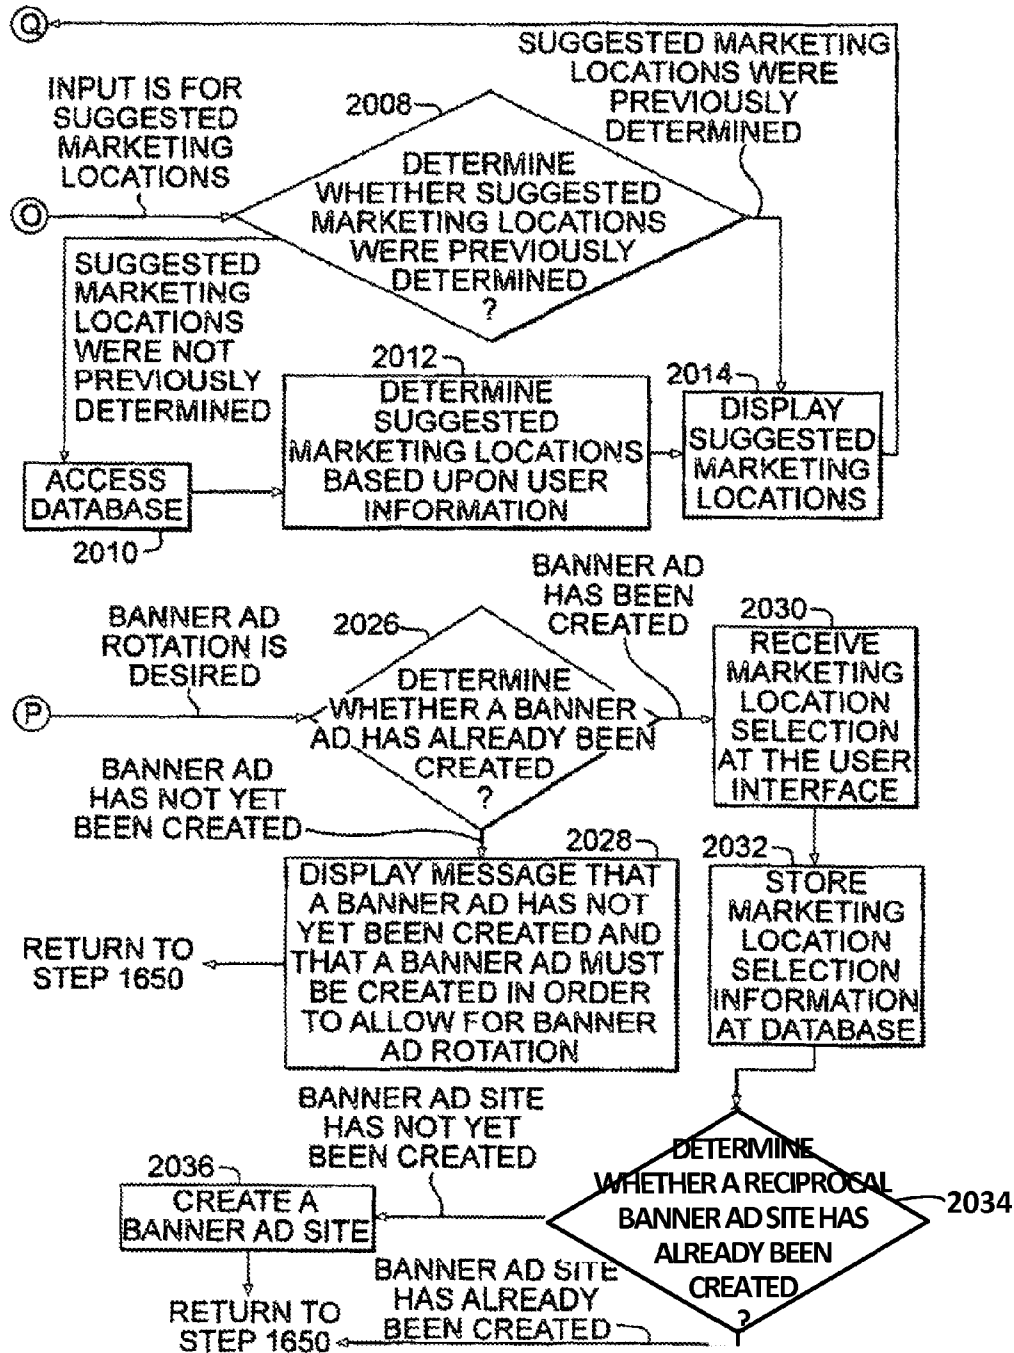 Q
SUGGESTED MARKETING
LOCATIONS WERE
PREVIOUSLY
DETERMINED
INPUT IS FOR
SUGGESTED
MARKETING
LOCATIONS
2008
DETERMINE
WHETHER SUGGESTED
MARKETING LOCATIONS
WERE PREVIOUSLY
DETERMINED
?
O
SUGGESTED
MARKETING
LOCATIONS
WERE NOT
PREVIOUSLY
DETERMINED
2012
DETERMINE
SUGGESTED
MARKETING LOCATIONS
BASED UPON USER
INFORMATION
2014
DISPLAY
SUGGESTED
MARKETING
LOCATIONS
ACCESS
DATABASE
2010
BANNER AD
HAS BEEN
CREATED
BANNER AD
ROTATION IS
DESIRED
2026
DETERMINE
WHETHER A BANNER
AD HAS ALREADY BEEN
CREATED
?
P
2030
RECEIVE
MARKETING
LOCATION
SELECTION
AT THE USER
INTERFACE
BANNER AD
HAS NOT YET
BEEN CREATED
2028
DISPLAY MESSAGE THAT
A BANNER AD HAS NOT
YET BEEN CREATED AND
THAT A BANNER AD MUST
BE CREATED IN ORDER
TO ALLOW FOR BANNER
AD ROTATION
RETURN TO
STEP 1650
2032
STORE
MARKETING
LOCATION
SELECTION
INFORMATION
AT DATABASE
BANNER AD SITE
HAS NOT YET
BEEN CREATED
2034
DETERMINE
WHETHER A RECIPROCAL
BANNER AD SITE HAS
ALREADY BEEN
CREATED
?
2036
CREATE A
BANNER AD SITE
BANNER AD SITE
HAS ALREADY
BEEN CREATED
RETURN TO
STEP 1650